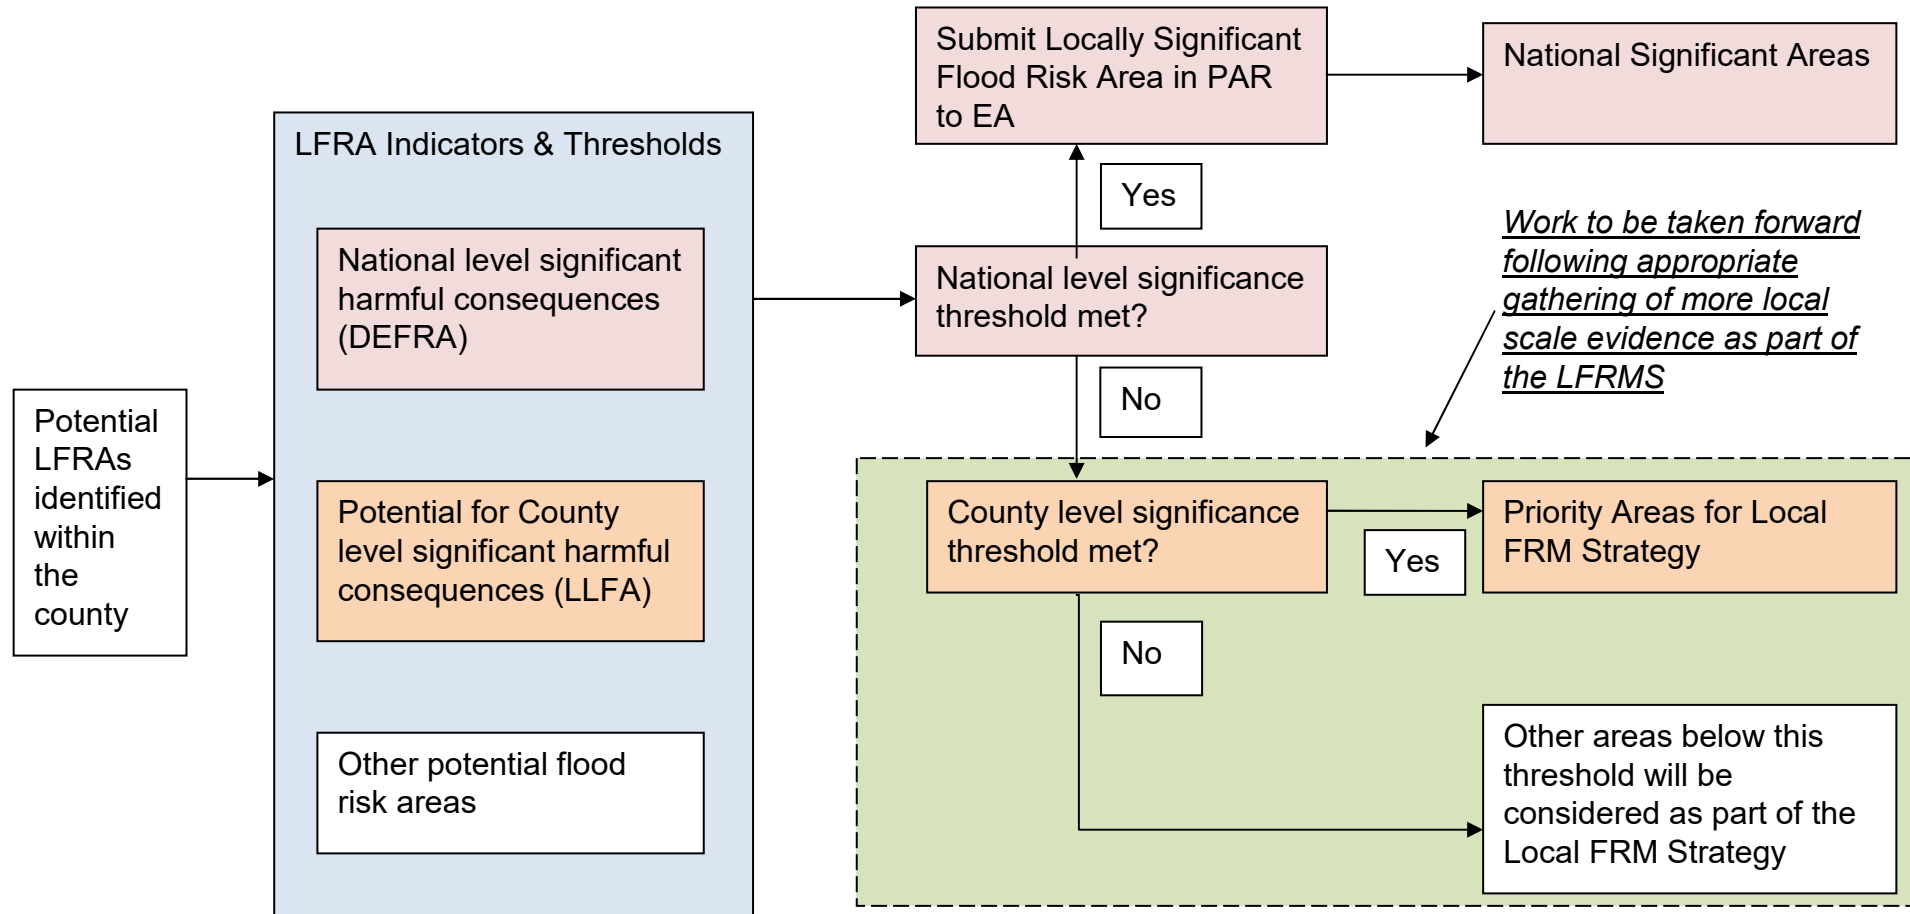 Potential
LFRAs
identified
within
the
county
LFRA Indicators & Thresholds
National level significant
harmful consequences
(DEFRA)
Potential for County
level significant harmful
consequences (LLFA)
Other potential flood
risk areas
Submit Locally Significant
Flood Risk Area in PAR
to EA
National Significant Areas
Yes
National level significance
threshold met?
No
Work to be taken forward
following appropriate
gathering of more local
scale evidence as part of
the LFRMS
County level significance
threshold met?
Yes
Priority Areas for Local
FRM Strategy
No
Other areas below this
threshold will be
considered as part of the
Local FRM Strategy